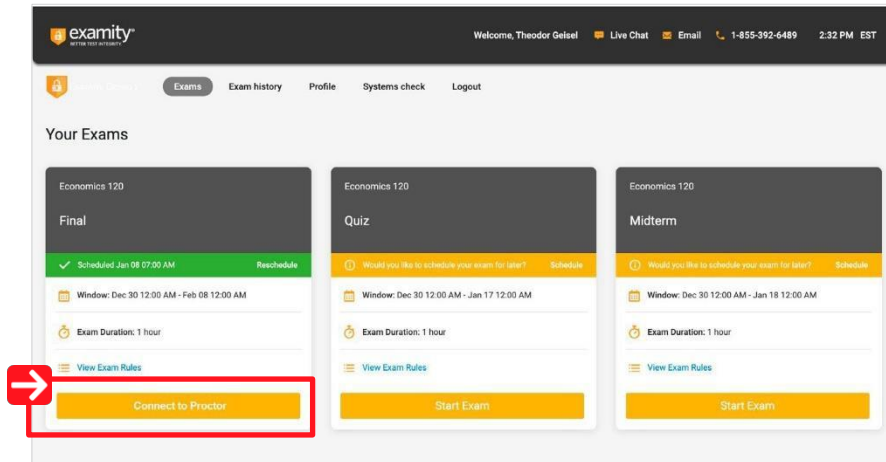 examity
BETTER TEST INTEGRITY
Welcome, Theodor Geisel Live Chat Email 1-855-392-6489 2:32 PM EST
Exams Exam history Profile Systems check Logout
Your Exams
Economics 120
Final
Scheduled Jan 08 07:00 AM Reschedule
Window: Dec 30 12:00 AM - Feb 08 12:00 AM
Exam Duration: 1 hour
View Exam Rules
Connect to Proctor
Economics 120
Quiz
Would you like to schedule your exam for later? Schedule
Window: Dec 30 12:00 AM - Jan 17 12:00 AM
Exam Duration: 1 hour
View Exam Rules
Start Exam
Economics 120
Midterm
Would you like to schedule your exam for later? Schedule
Window: Dec 30 12:00 AM - Jan 18 12:00 AM
Exam Duration: 1 hour
View Exam Rules
Start Exam